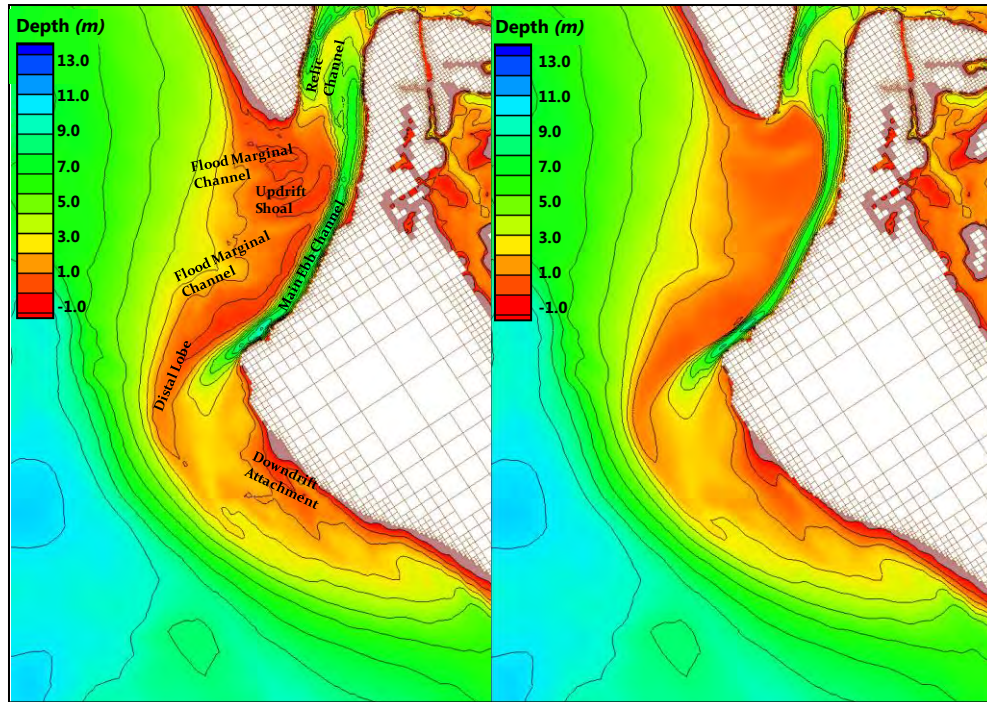 Depth (m)
13.0
11.0
9.0
7.0
5.0
3.0
1.0
-1.0
Relic
Channel
Flood Marginal
Channel
Updrift
Shoal
Main Ebb Channel
Flood Marginal
Channel
Distal Lobe
Downdrift
Attachment
Depth (m)
13.0
11.0
9.0
7.0
5.0
3.0
1.0
-1.0